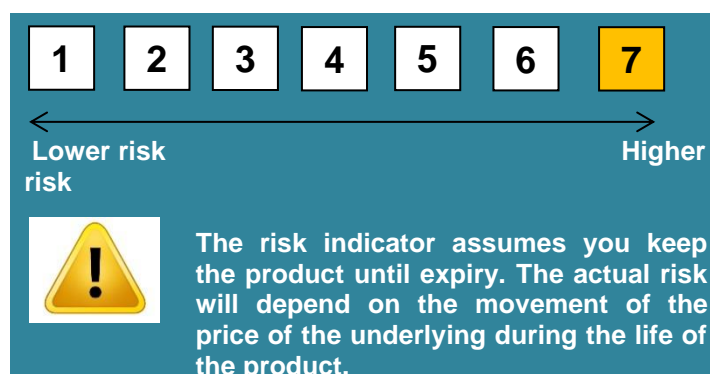 1 2 3 4 5 6 7
Lower risk Higher
risk
!
The risk indicator assumes you keep
the product until expiry. The actual risk
will depend on the movement of the
price of the underlying during the life of
the product.